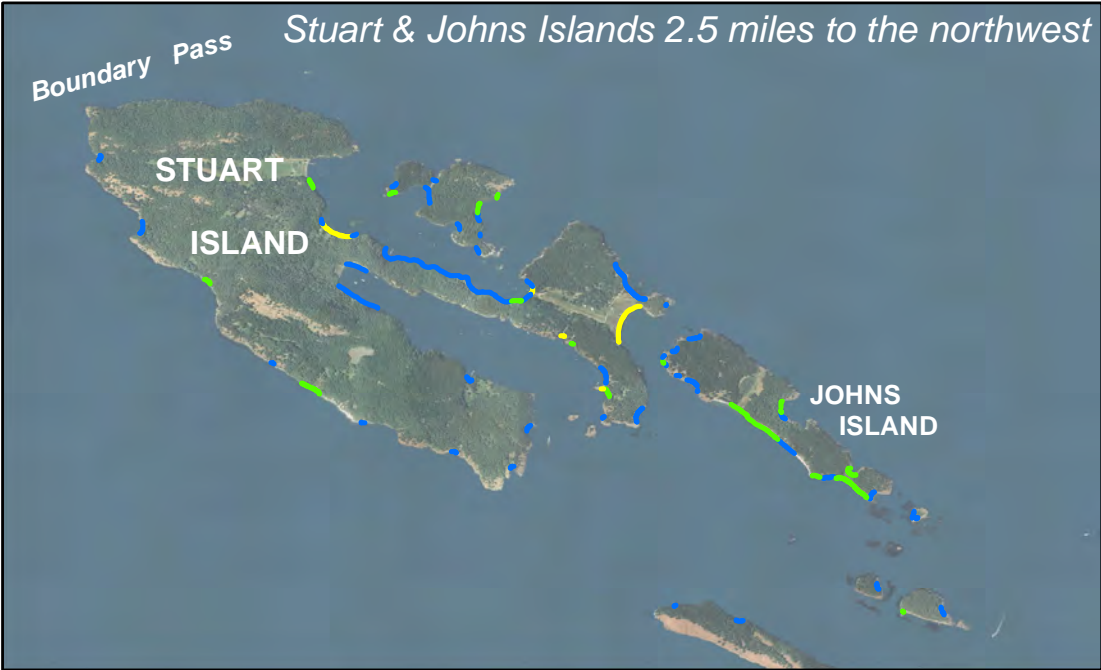 Stuart & Johns Islands 2.5 miles to the northwest
Boundary Pass
STUART
ISLAND
JOHNS
ISLAND